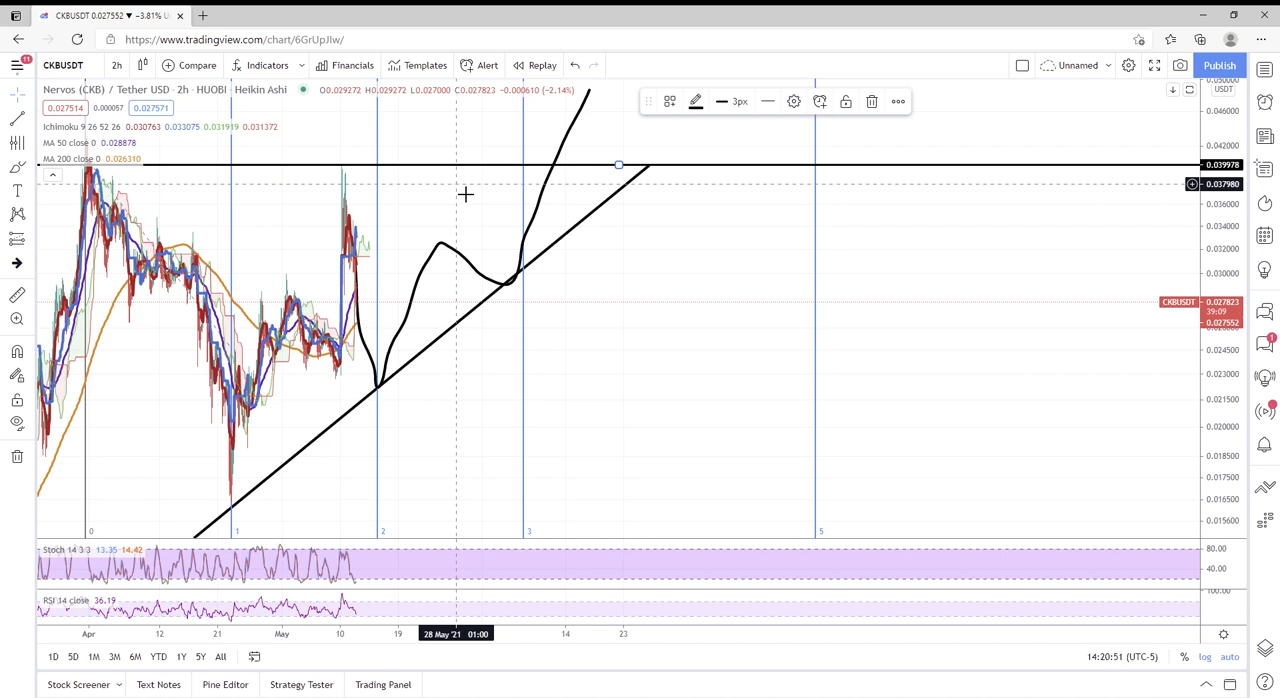 CKBUSDT 0.027552 ▼ −3.81% U
https://www.tradingview.com/chart/6GrUpJIw/
11
CKBUSDT 2h Compare Indicators Financials Templates Alert Replay Unnamed Publish
Nervos (CKB) / Tether USD · 2h · HUOBI · Heikin Ashi O0.029272 H0.029272 L0.027000 C0.027823 −0.000610 (−2.14%)
3px
USDT
0.027514 0.000057 0.027571
Ichimoku 9 26 52 26 0.030763 0.033075 0.031919 0.031372
MA 50 close 0 0.028878
MA 200 close 0 0.026310
0.046000
0.042000
0.039978
0.037980
0.036000
0.034000
0.032000
0.030000
CKBUSDT 0.027823
39:09
0.027552
0.024500
0.023000
0.021500
0.020000
0.018500
0.017500
0.016500
0.015600
0 1 2 3 5
Stoch 14 3 3 13.35 14.42
80.00
40.00
RSI 14 close 36.19
100.00
1
Apr 12 21 May 10 19 28 May '21 01:00 14 23
1D 5D 1M 3M 6M YTD 1Y 5Y All 14:20:51 (UTC-5) % log auto
Stock Screener Text Notes Pine Editor Strategy Tester Trading Panel